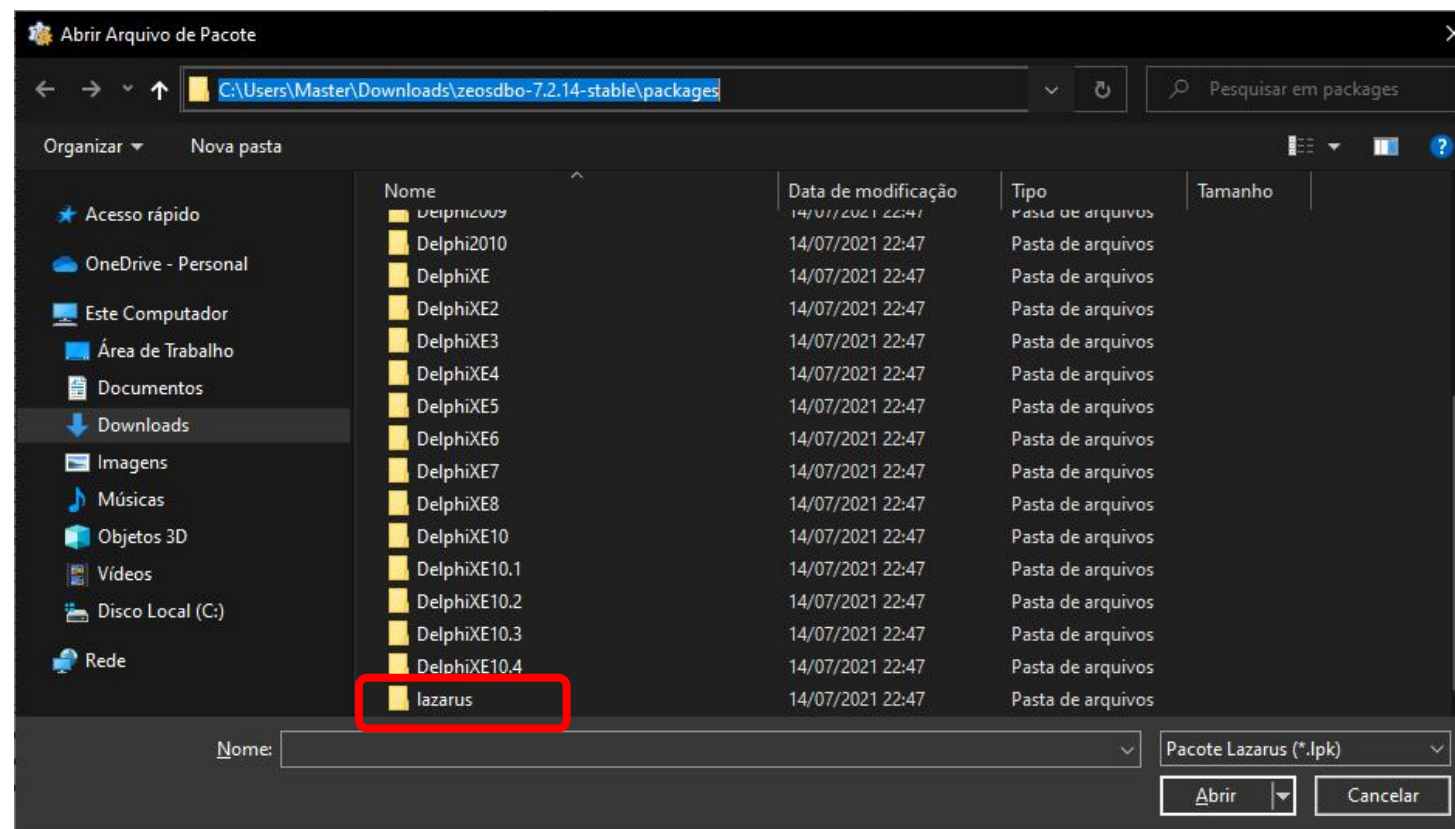 Abrir Arquivo de Pacote
C:\Users\Master\Downloads\zeosdbo-7.2.14-stable\packages
Pesquisar em packages
Organizar
Nova pasta
?
Nome
Data de modificação
Tipo
Tamanho
Acesso rápido
OneDrive - Personal
Este Computador
Área de Trabalho
Documentos
Downloads
Imagens
Músicas
Objetos 3D
Vídeos
Disco Local (C:)
Rede
Delphi2009 14/07/2021 22:47 Pasta de arquivos
Delphi2010 14/07/2021 22:47 Pasta de arquivos
DelphiXE 14/07/2021 22:47 Pasta de arquivos
DelphiXE2 14/07/2021 22:47 Pasta de arquivos
DelphiXE3 14/07/2021 22:47 Pasta de arquivos
DelphiXE4 14/07/2021 22:47 Pasta de arquivos
DelphiXE5 14/07/2021 22:47 Pasta de arquivos
DelphiXE6 14/07/2021 22:47 Pasta de arquivos
DelphiXE7 14/07/2021 22:47 Pasta de arquivos
DelphiXE8 14/07/2021 22:47 Pasta de arquivos
DelphiXE10 14/07/2021 22:47 Pasta de arquivos
DelphiXE10.1 14/07/2021 22:47 Pasta de arquivos
DelphiXE10.2 14/07/2021 22:47 Pasta de arquivos
DelphiXE10.3 14/07/2021 22:47 Pasta de arquivos
DelphiXE10.4 14/07/2021 22:47 Pasta de arquivos
lazarus 14/07/2021 22:47 Pasta de arquivos
Nome:
Pacote Lazarus (*.lpk)
Abrir
Cancelar